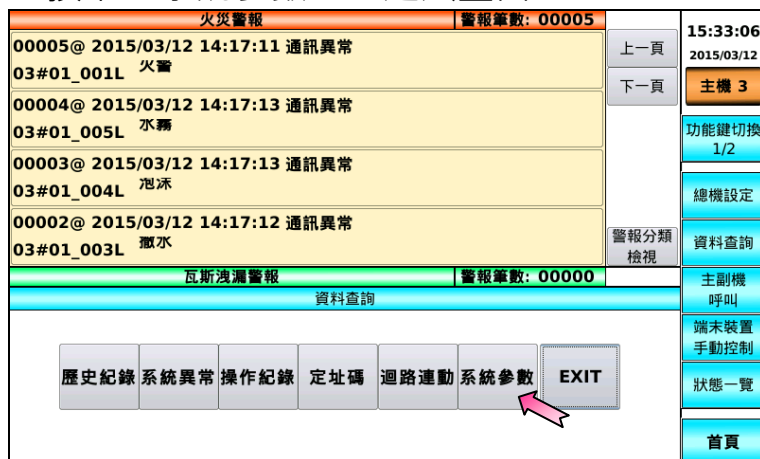 火災警報 警報筆數: 00005
00005@ 2015/03/12 14:17:11 通訊異常
03#01_001L 火警
00004@ 2015/03/12 14:17:13 通訊異常
03#01_005L 水霧
00003@ 2015/03/12 14:17:13 通訊異常
03#01_004L 泡沫
00002@ 2015/03/12 14:17:12 通訊異常
03#01_003L 撒水
上一頁
下一頁
警報分類
檢視
瓦斯洩漏警報 警報筆數: 00000
資料查詢
歷史紀錄 系統異常 操作紀錄 定址碼 迴路連動 系統參數 EXIT
15:33:06
2015/03/12
主機 3
功能鍵切換
1/2
總機設定
資料查詢
主副機
呼叫
端末裝置
手動控制
狀態一覽
首頁